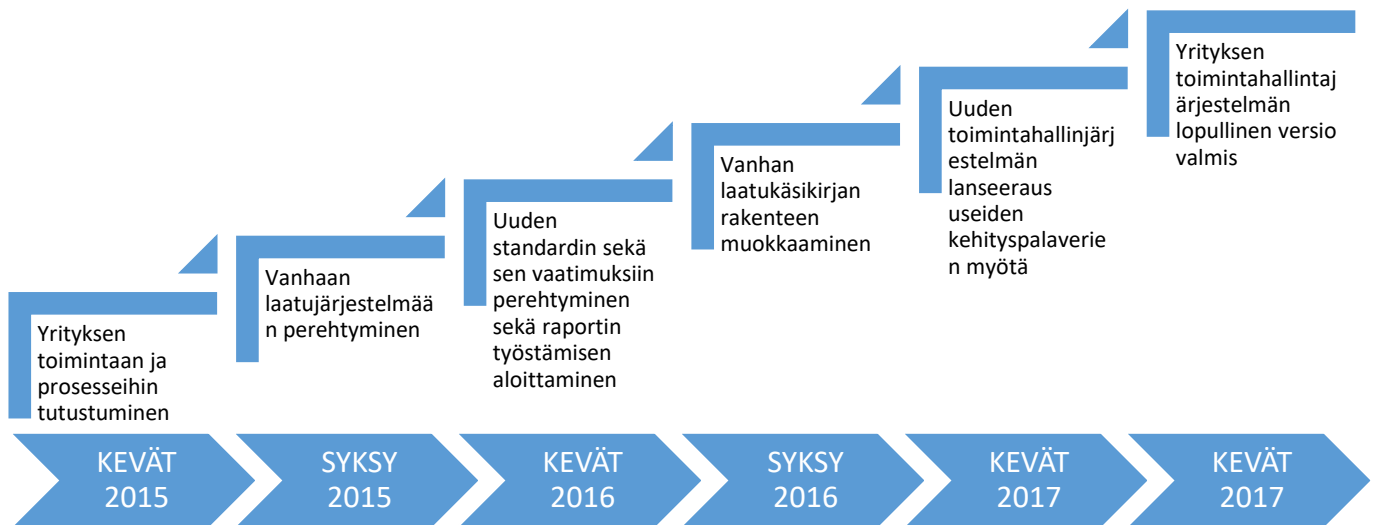 Yrityksen
toimintaan ja
prosesseihin
tutustuminen
Vanhaan
laatujärjestelmää
n perehtyminen
Uuden
standardin sekä
sen vaatimuksiin
perehtyminen
sekä raportin
työstämisen
aloittaminen
Vanhan
laatukäsikirjan
rakenteen
muokkaaminen
Uuden
toimintahallinjärj
estelmän
lanseeraus
useiden
kehityspalaverie
n myötä
Yrityksen
toimintahallintaj
ärjestelmän
lopullinen versio
valmis
KEVÄT
2015
SYKSY
2015
KEVÄT
2016
SYKSY
2016
KEVÄT
2017
KEVÄT
2017